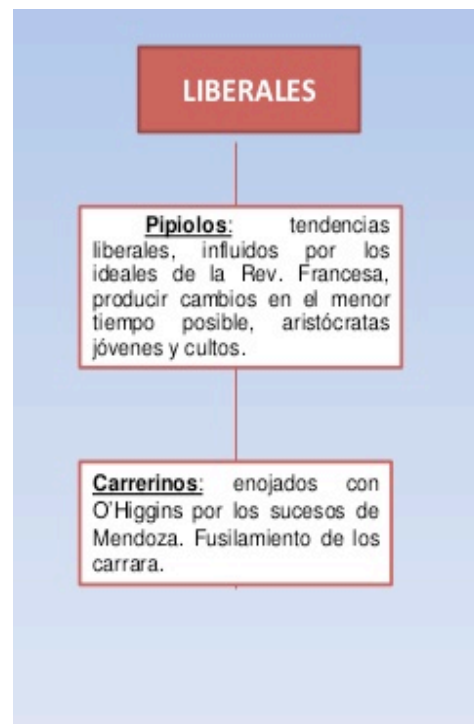 LIBERALES
Pipiolos: tendencias
liberales, influidos por los
ideales de la Rev. Francesa,
producir cambios en el menor
tiempo posible, aristócratas
jóvenes y cultos.
Carrerinos: enojados con
O'Higgins por los sucesos de
Mendoza. Fusilamiento de los
carrara.